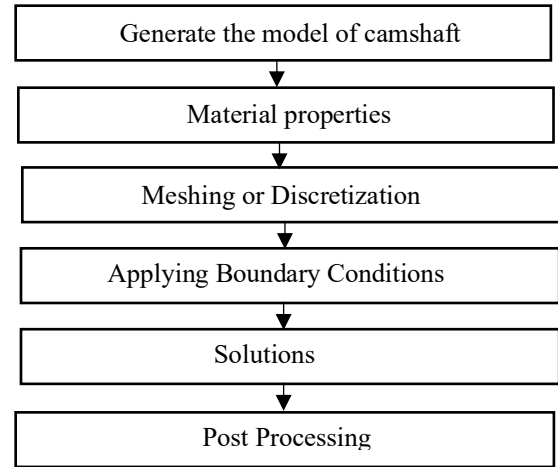 Generate the model of camshaft
Material properties
Meshing or Discretization
Applying Boundary Conditions
Solutions
Post Processing